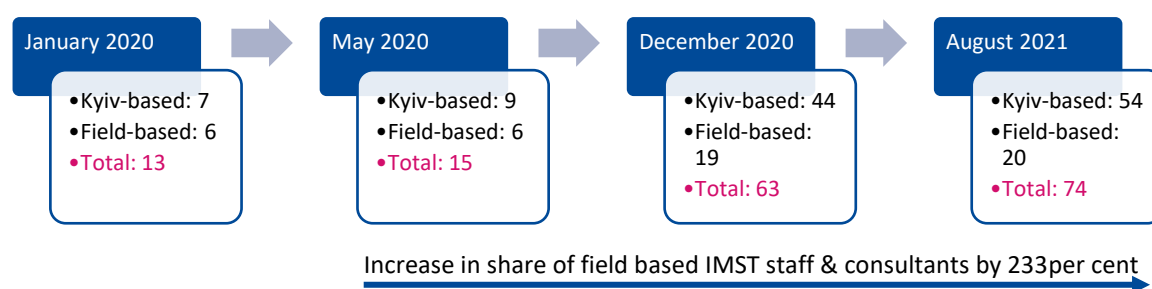 January 2020
•Kyiv-based: 7
•Field-based: 6
•Total: 13
May 2020
•Kyiv-based: 9
•Field-based: 6
•Total: 15
December 2020
•Kyiv-based: 44
•Field-based:
19
•Total: 63
August 2021
•Kyiv-based: 54
•Field-based:
20
•Total: 74
Increase in share of field based IMST staff & consultants by 233per cent